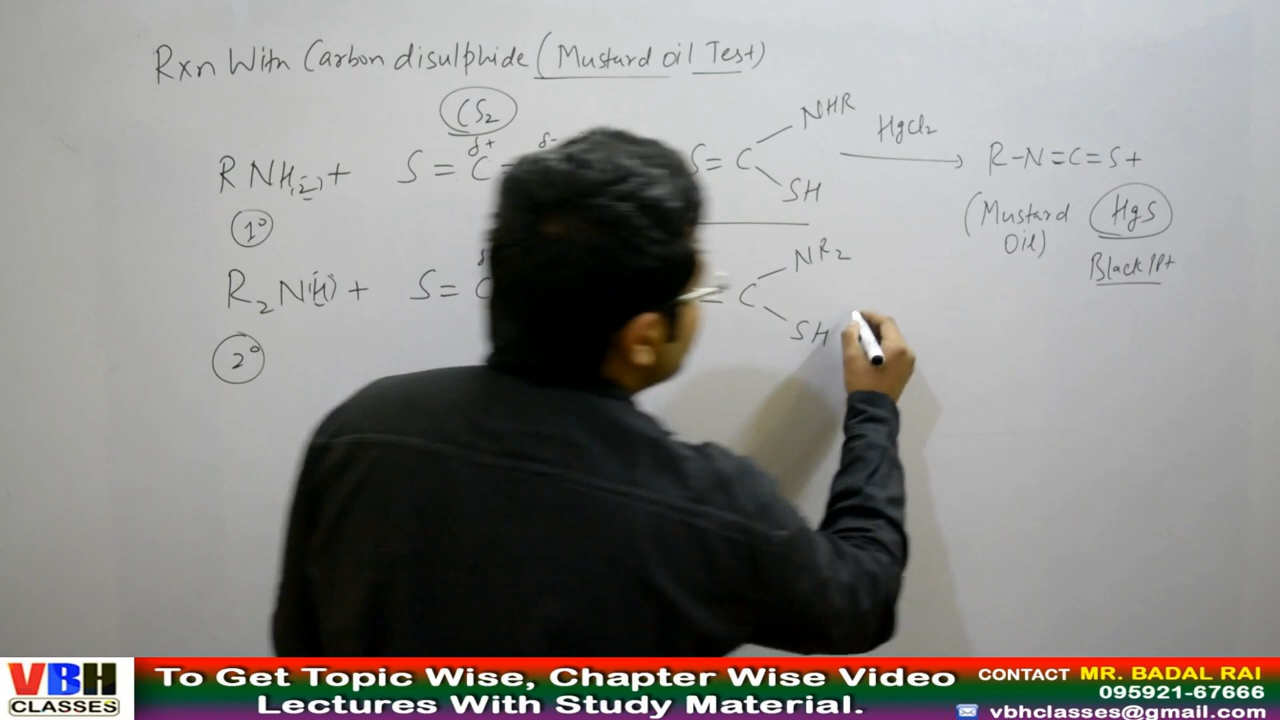 Rxn With Carbon disulphide (Mustard oil Test)
CS2
RNH(2) + S = C = S = C NHR SH HgCl2 → R-N=C=S+
δ+ δ-
1° (Mustard Oil) HgS
Black PPt
R2N(H) + S = C = C NR2 SH
2°
VBH CLASSES
To Get Topic Wise, Chapter Wise Video
Lectures With Study Material.
CONTACT MR. BADAL RAI
095921-67666
vbhclasses@gmail.com